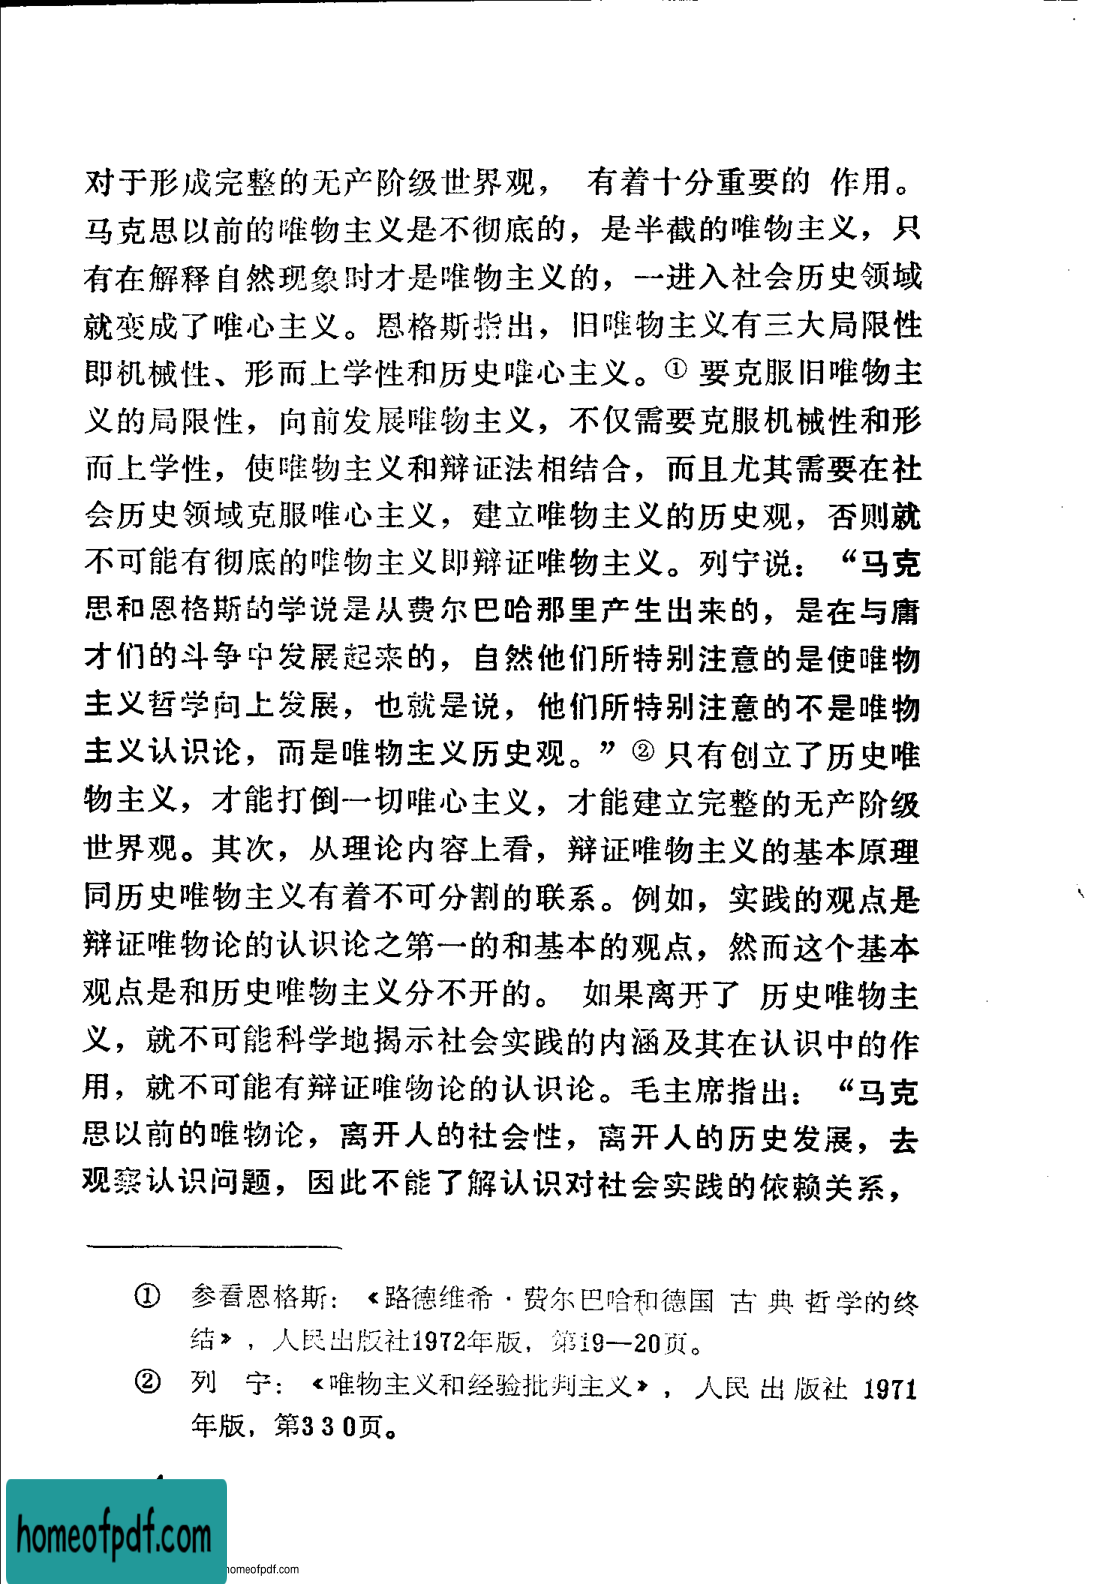 对于形成完整的无产阶级世界观， 有着十分重要的 作用。
马克思以前的唯物主义是不彻底的，是半截的唯物主义，只
有在解释自然现象时才是唯物主义的，一进入社会历史领域
就变成了唯心主义。恩格斯指出，旧唯物主义有三大局限性
即机械性、形而上学性和历史唯心主义。① 要克服旧唯物主
义的局限性，向前发展唯物主义，不仅需要克服机械性和形
而上学性，使唯物主义和辩证法相结合，而且尤其需要在社
会历史领域克服唯心主义，建立唯物主义的历史观，否则就
不可能有彻底的唯物主义即辩证唯物主义。列宁说：“马克
思和恩格斯的学说是从费尔巴哈那里产生出来的，是在与庸
才们的斗争中发展起来的，自然他们所特别注意的是使唯物
主义哲学向上发展，也就是说，他们所特别注意的不是唯物
主义认识论，而是唯物主义历史观。”② 只有创立了历史唯
物主义，才能打倒一切唯心主义，才能建立完整的无产阶级
世界观。其次，从理论内容上看，辩证唯物主义的基本原理
同历史唯物主义有着不可分割的联系。例如，实践的观点是
辩证唯物论的认识论之第一的和基本的观点，然而这个基本
观点是和历史唯物主义分不开的。 如果离开了 历史唯物主
义，就不可能科学地揭示社会实践的内涵及其在认识中的作
用，就不可能有辩证唯物论的认识论。毛主席指出：“马克
思以前的唯物论，离开人的社会性，离开人的历史发展，去
观察认识问题，因此不能了解认识对社会实践的依赖关系，
① 参看恩格斯：《路德维希·费尔巴哈和德国 古 典 哲学的终
结》，人民出版社1972年版，第19—20页。
② 列 宁：《唯物主义和经验批判主义》，人民 出 版社 1971
年版，第330页。
homeofpdf.com
homeofpdf.com